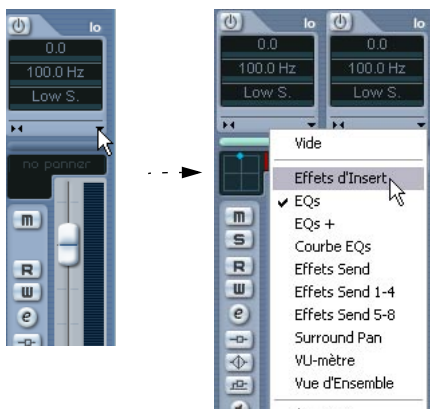 lo
0.0
100.0 Hz
Low S.
no panner
m
R
W
e
lo
lo
0.0
0.0
100.0 Hz
100.0 Hz
Low S.
Low S.
m
S
R
W
e
Vide
Effets d'Insert
EQs
EQs +
Courbe EQs
Effets Send
Effets Send 1-4
Effets Send 5-8
Surround Pan
VU-mètre
Vue d'Ensemble